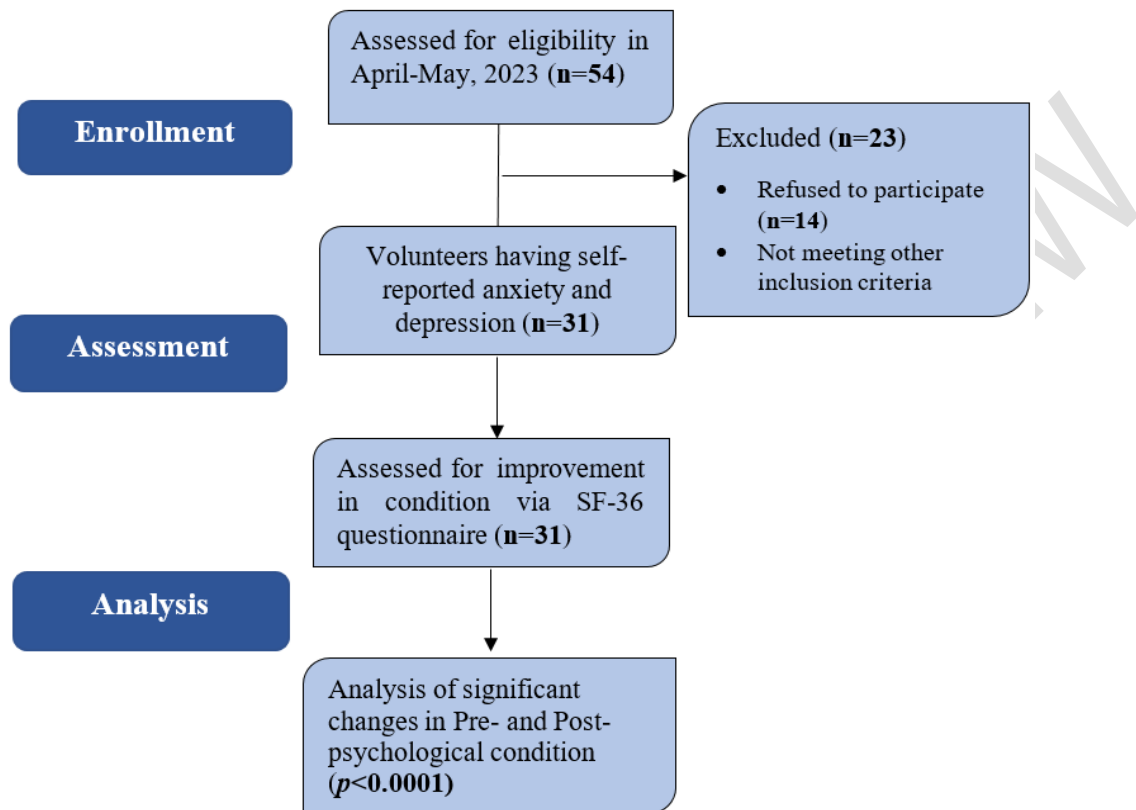 Assessed for eligibility in
April-May, 2023 (n=54)
Enrollment
Excluded (n=23)
• Refused to participate
(n=14)
• Not meeting other
inclusion criteria
Volunteers having self-
reported anxiety and
depression (n=31)
Assessment
Assessed for improvement
in condition via SF-36
questionnaire (n=31)
Analysis
Analysis of significant
changes in Pre- and Post-
psychological condition
(p<0.0001)